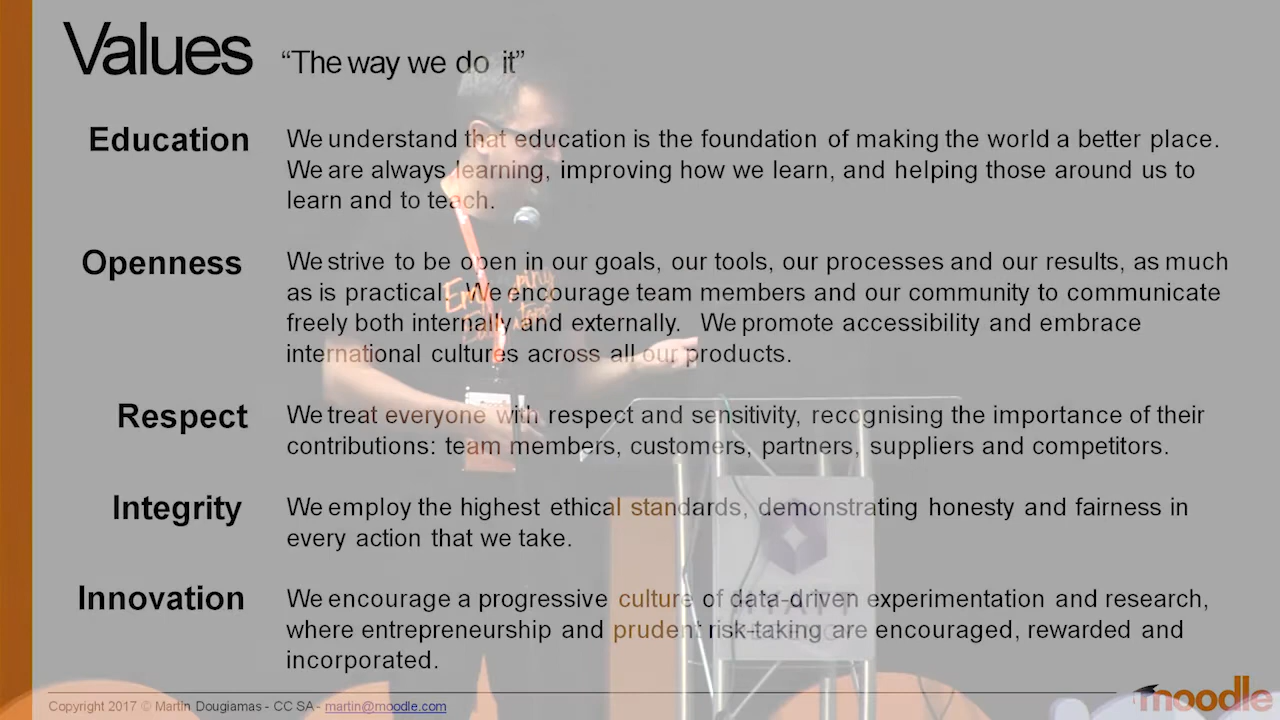 Values "The way we do it"
Education
We understand that education is the foundation of making the world a better place.
We are always learning, improving how we learn, and helping those around us to
learn and to teach.
Openness
We strive to be open in our goals, our tools, our processes and our results, as much
as is practical. We encourage team members and our community to communicate
freely both internally and externally. We promote accessibility and embrace
international cultures across all our products.
Respect
We treat everyone with respect and sensitivity, recognising the importance of their
contributions: team members, customers, partners, suppliers and competitors.
Integrity
We employ the highest ethical standards, demonstrating honesty and fairness in
every action that we take.
Innovation
We encourage a progressive culture of data-driven experimentation and research,
where entrepreneurship and prudent risk-taking are encouraged, rewarded and
incorporated.
Copyright 2017 © Martin Dougiamas - CC SA - martin@moodle.com
moodle